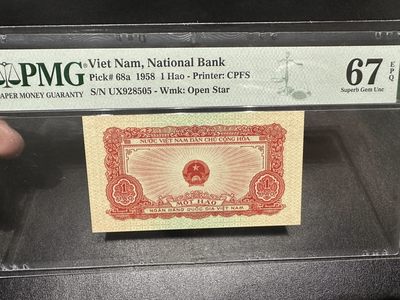 PMG
PAPER MONEY GUARANTY
Viet Nam, National Bank
Pick# 68a 1958 1 Hao - Printer: CPFS
S/N UX928505 - Wmk: Open Star
67 EPQ
Superb Gem Unc
NƯỚC VIỆT NAM DÂN CHỦ CỘNG HÒA
1
1
MỘT HÀO
NGÂN HÀNG QUỐC GIA VIỆT NAM